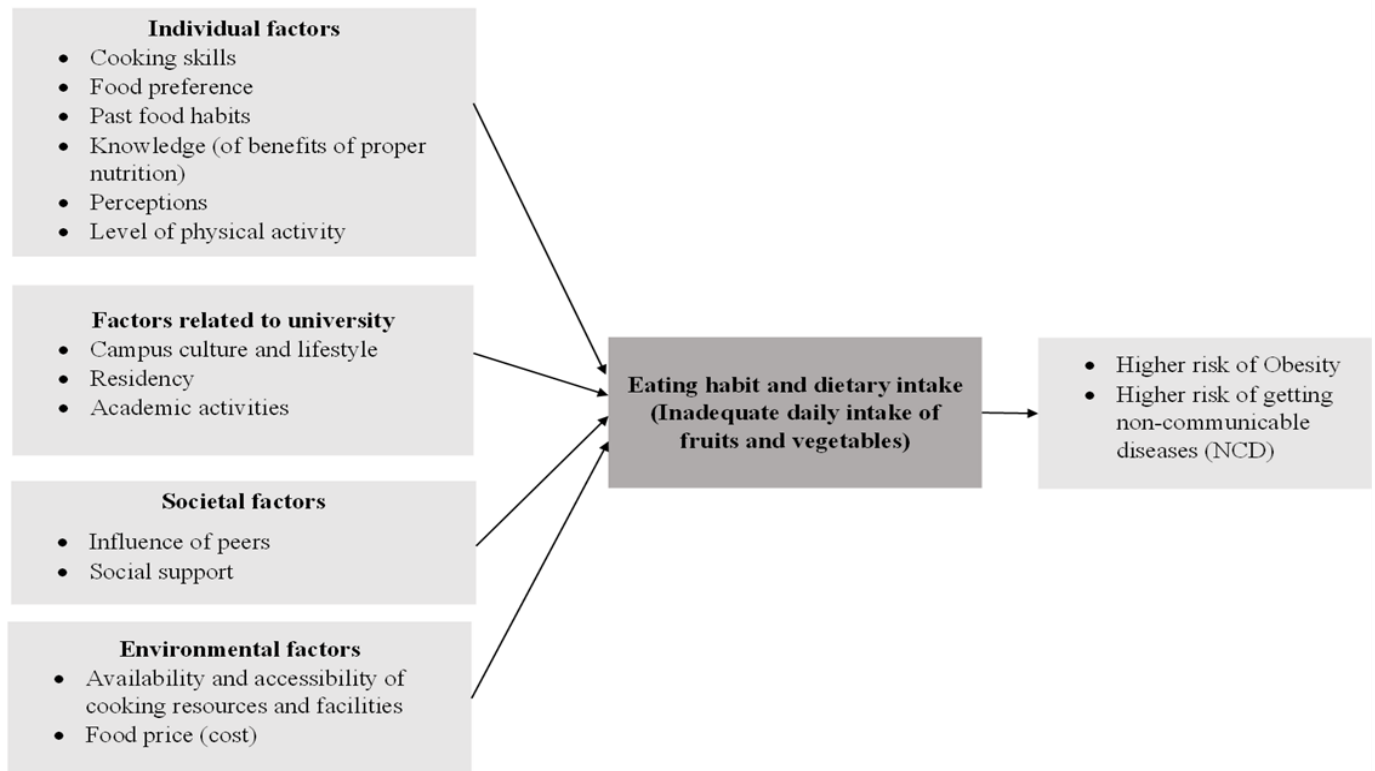 Individual factors
• Cooking skills
• Food preference
• Past food habits
• Knowledge (of benefits of proper
nutrition)
• Perceptions
• Level of physical activity
Factors related to university
• Campus culture and lifestyle
• Residency
• Academic activities
Societal factors
• Influence of peers
• Social support
Environmental factors
• Availability and accessibility of
cooking resources and facilities
• Food price (cost)
Eating habit and dietary intake
(Inadequate daily intake of
fruits and vegetables)
• Higher risk of Obesity
• Higher risk of getting
non-communicable
diseases (NCD)